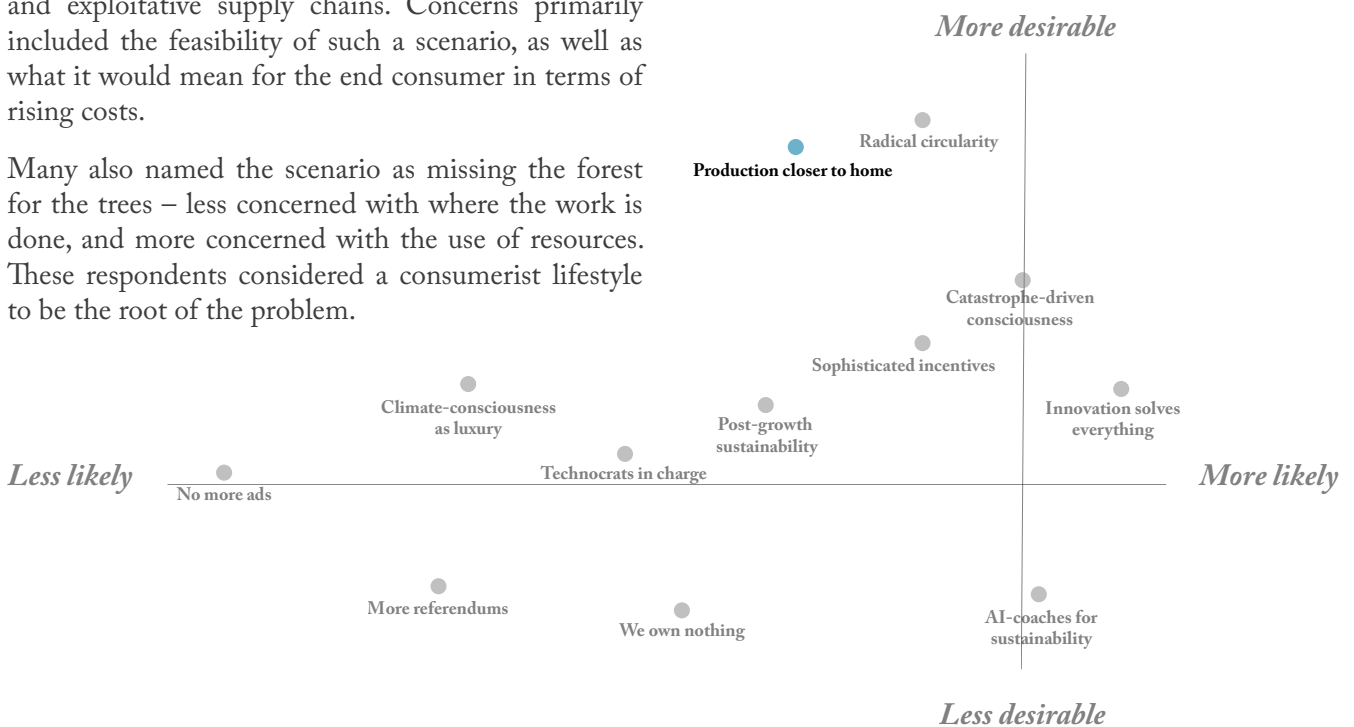 and exploitative supply chains. Concerns primarily
included the feasibility of such a scenario, as well as
what it would mean for the end consumer in terms of
rising costs.
Many also named the scenario as missing the forest
for the trees – less concerned with where the work is
done, and more concerned with the use of resources.
These respondents considered a consumerist lifestyle
to be the root of the problem.
More desirable
Radical circularity
Production closer to home
Catastrophe-driven
consciousness
Sophisticated incentives
Innovation solves
everything
Climate-consciousness
as luxury
Post-growth
sustainability
Technocrats in charge
Less likely
More likely
No more ads
More referendums
We own nothing
AI-coaches for
sustainability
Less desirable